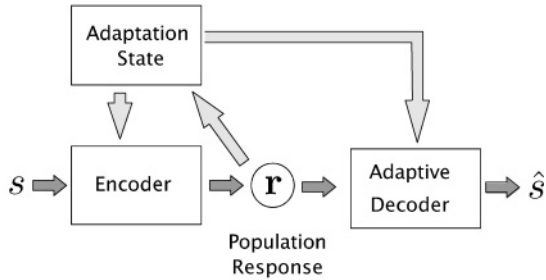 Adaptation
State
s
Encoder
r
Adaptive
Decoder
ŝ
Population
Response